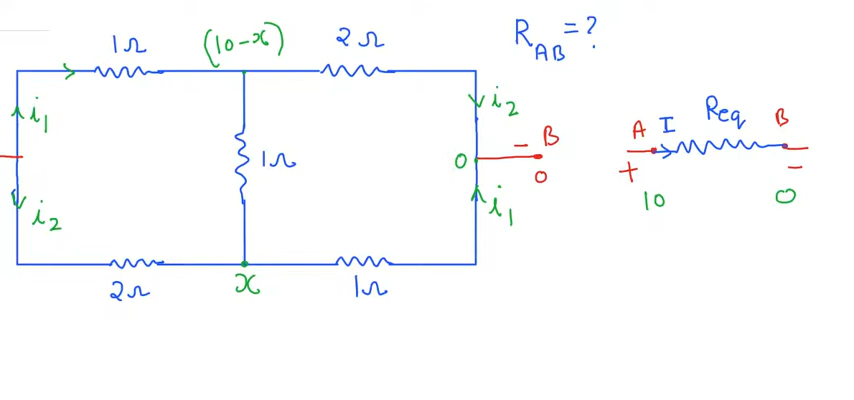 1Ω (10-x) 2Ω R_AB = ?
i₁ i₂
A I Req B
1Ω 0 − B
+ −
0
i₂ i₁ 10 0
2Ω x 1Ω